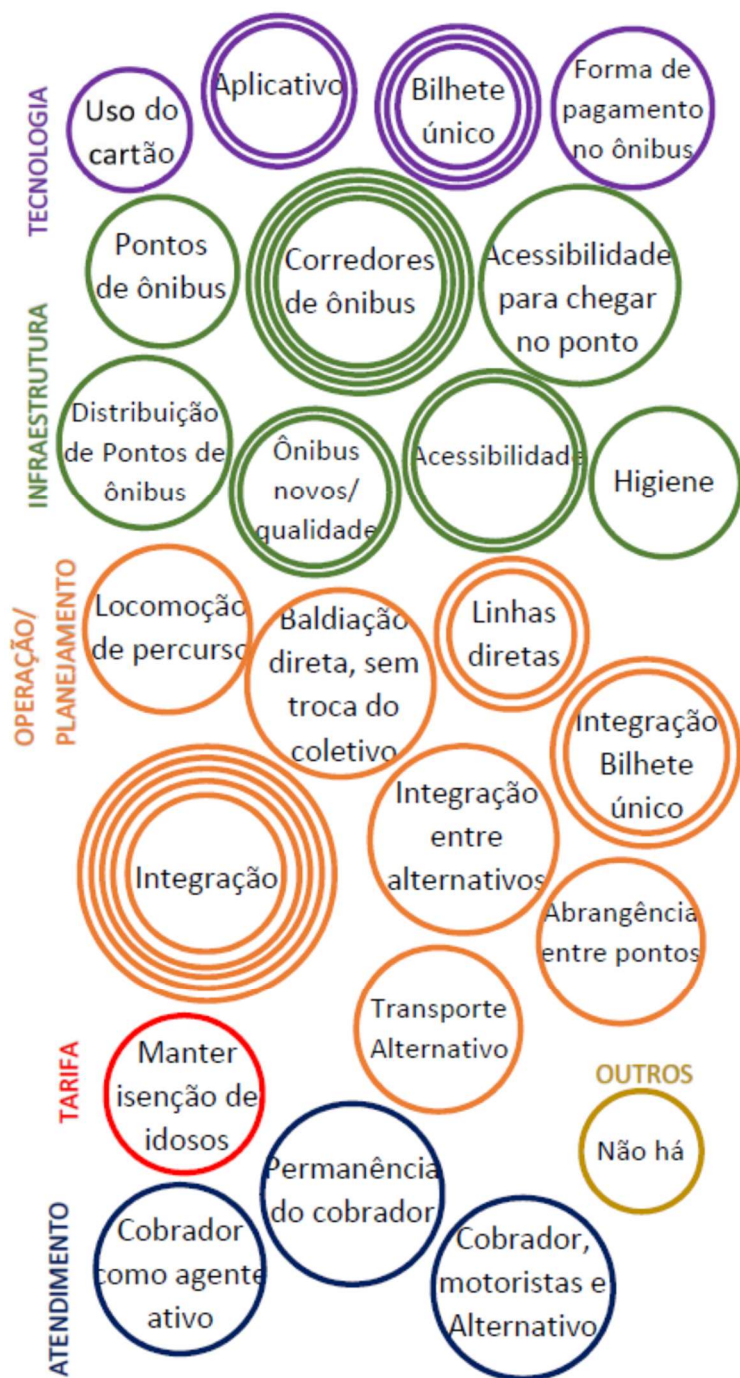 TECNOLOGIA
Uso do
cartão
Aplicativo
Bilhete
único
Forma de
pagamento
no ônibus
INFRAESTRUTURA
Pontos
de ônibus
Corredores
de ônibus
Acessibilidade
para chegar
no ponto
Distribuição
de Pontos de
ônibus
Ônibus
novos/
qualidade
Acessibilidade
Higiene
OPERAÇÃO/
PLANEJAMENTO
Locomoção
de percurso
Baldiação
direta, sem
troca do
coletivo
Linhas
diretas
Integração
Bilhete
único
Integração
Integração
entre
alternativos
Abrangência
entre pontos
Transporte
Alternativo
TARIFA
Manter
isenção de
idosos
OUTROS
Não há
ATENDIMENTO
Permanência
do cobrador
Cobrador
como agente
ativo
Cobrador,
motoristas e
Alternativo